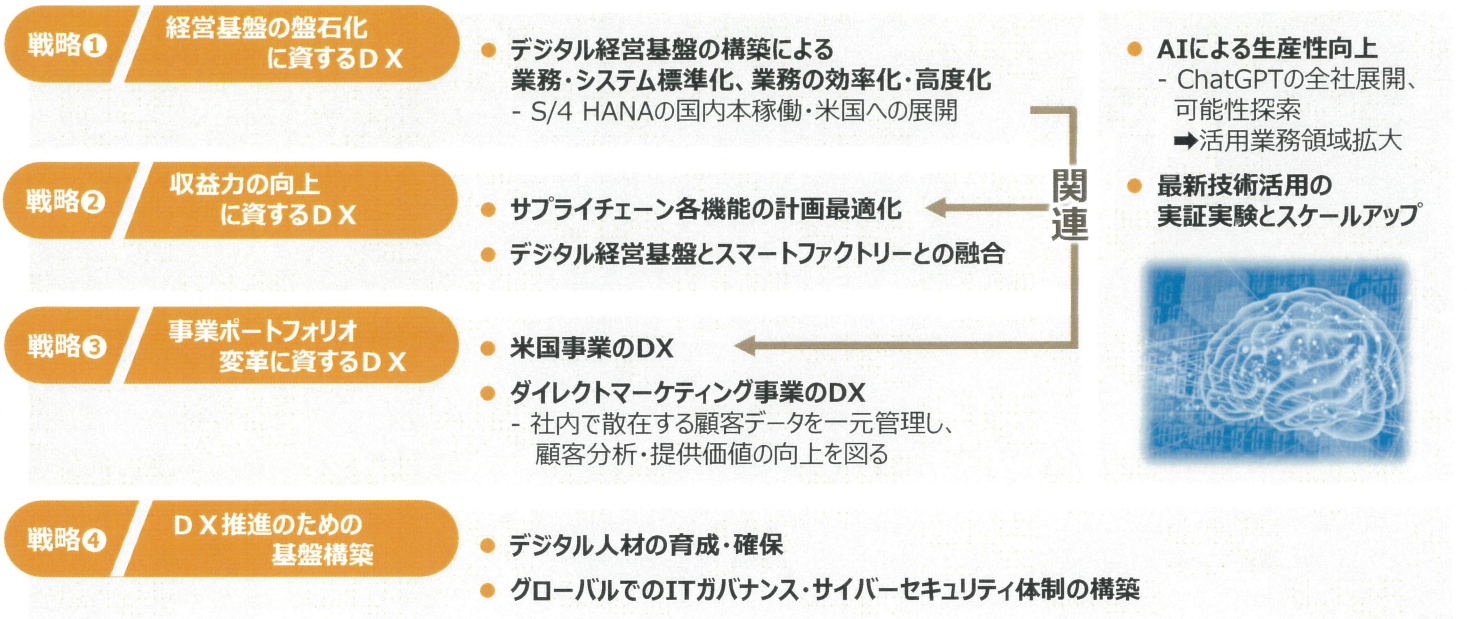 戦略❶
経営基盤の盤石化
に資するDX
● デジタル経営基盤の構築による
業務・システム標準化、業務の効率化・高度化
- S/4 HANAの国内本稼働・米国への展開
戦略❷
収益力の向上
に資するDX
● サプライチェーン各機能の計画最適化
● デジタル経営基盤とスマートファクトリーとの融合
関連
戦略❸
事業ポートフォリオ
変革に資するDX
● 米国事業のDX
● ダイレクトマーケティング事業のDX
- 社内で散在する顧客データを一元管理し、
顧客分析・提供価値の向上を図る
● AIによる生産性向上
- ChatGPTの全社展開、
可能性探索
➡活用業務領域拡大
● 最新技術活用の
実証実験とスケールアップ
戦略❹
DX推進のための
基盤構築
● デジタル人材の育成・確保
● グローバルでのITガバナンス・サイバーセキュリティ体制の構築